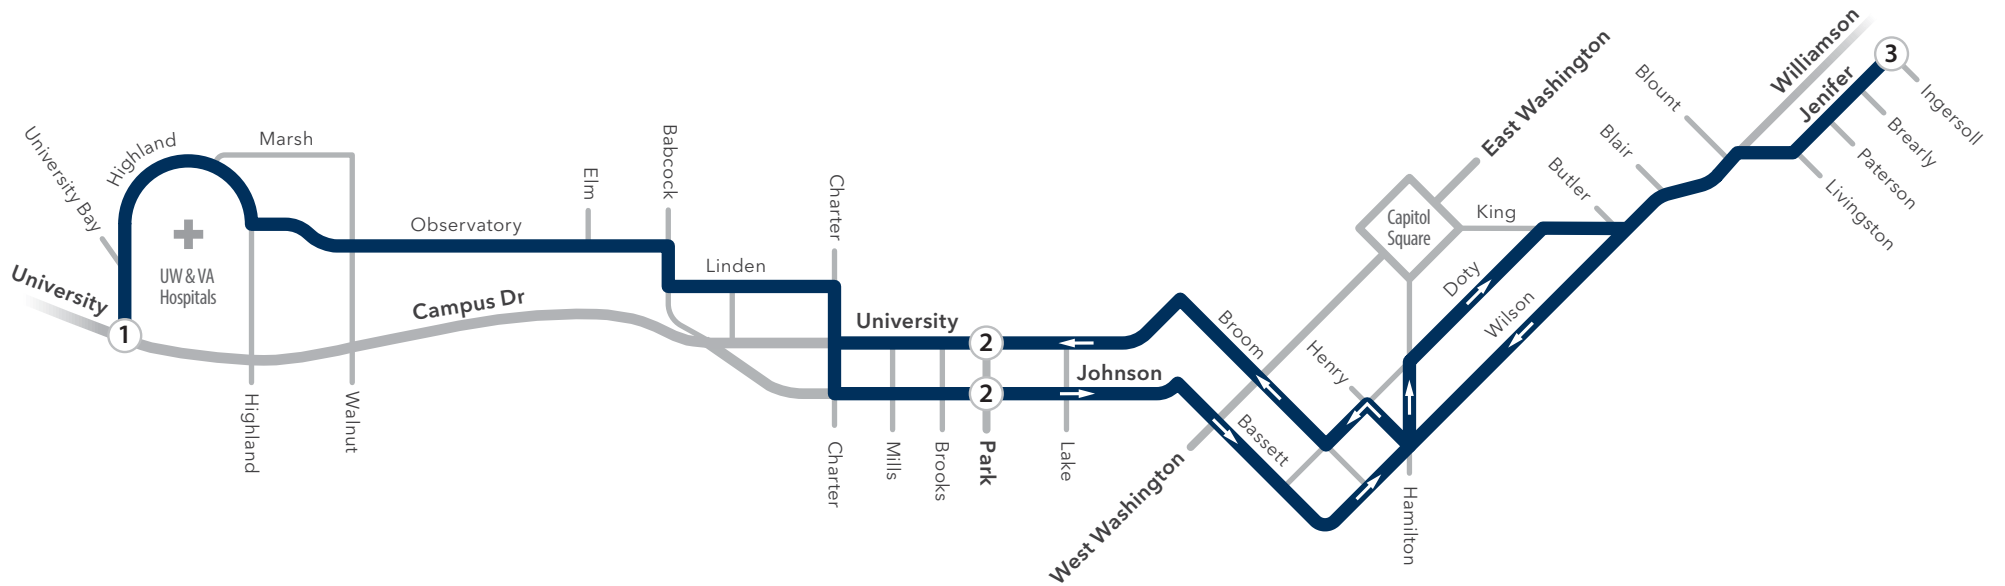 University Bay
Highland
Marsh
University
1
UW & VA
Hospitals
Highland
Walnut
Observatory
Campus Dr
Elm
Babcock
Linden
Charter
Charter
University
Mills
Brooks
2
2
Park
Johnson
Lake
Broom
Bassett
West Washington
Henry
Hamilton
Capitol
Square
East Washington
King
Doty
Wilson
Butler
Blair
Blount
Williamson
Jenifer
3
Ingersoll
Brearly
Paterson
Livingston